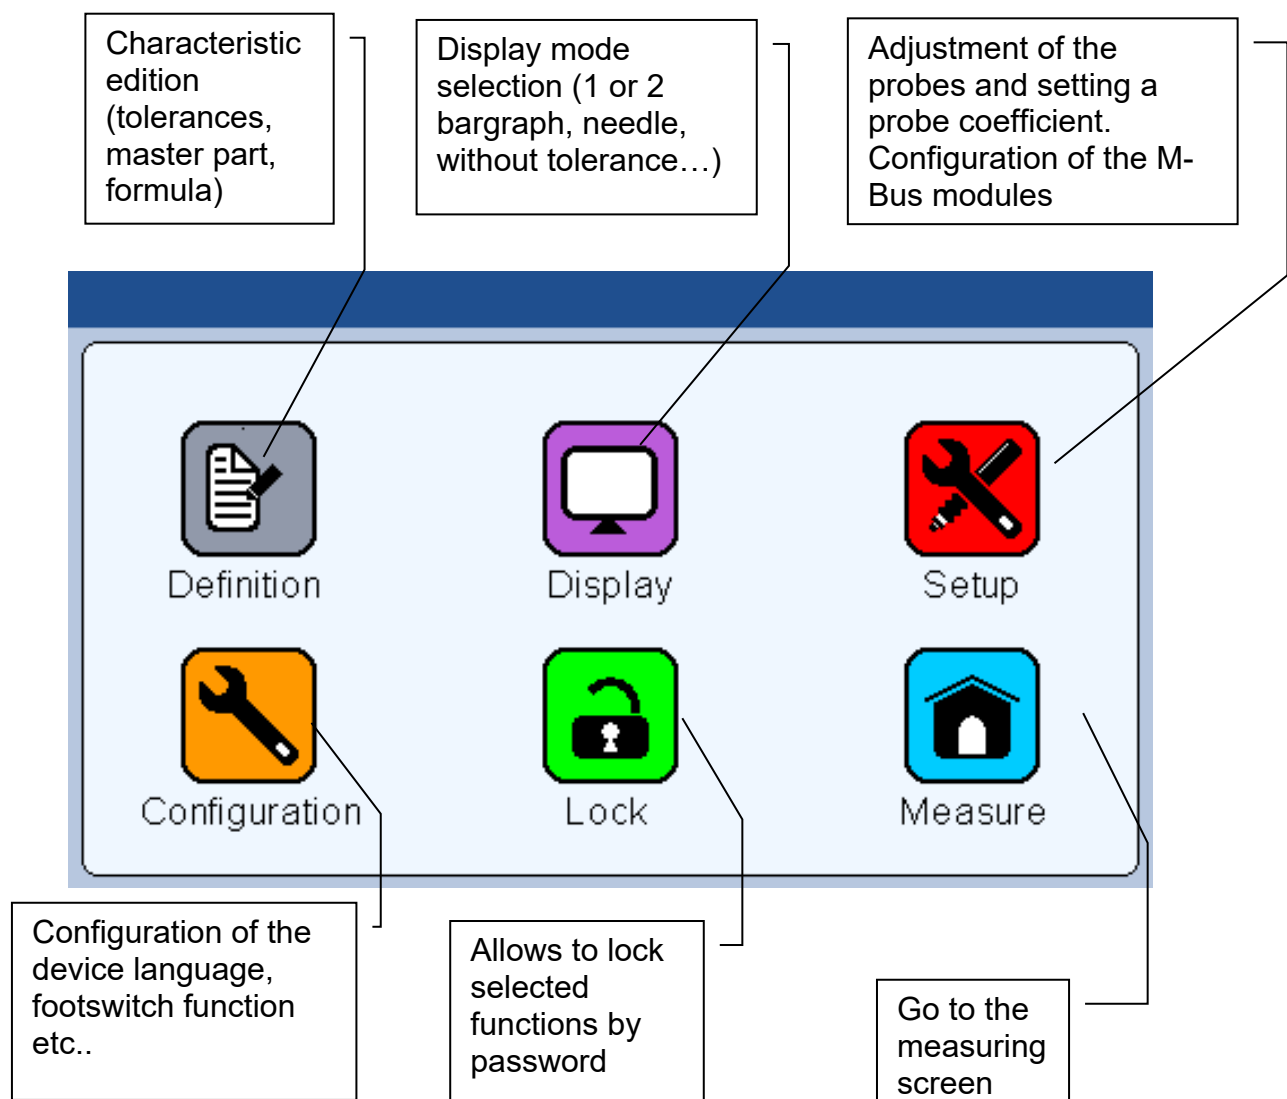 Characteristic
edition
(tolerances,
master part,
formula)
Display mode
selection (1 or 2
bargraph, needle,
without tolerance…)
Adjustment of the
probes and setting a
probe coefficient.
Configuration of the M-
Bus modules
Definition
Display
Setup
Configuration
Lock
Measure
Configuration of the
device language,
footswitch function
etc..
Allows to lock
selected
functions by
password
Go to the
measuring
screen